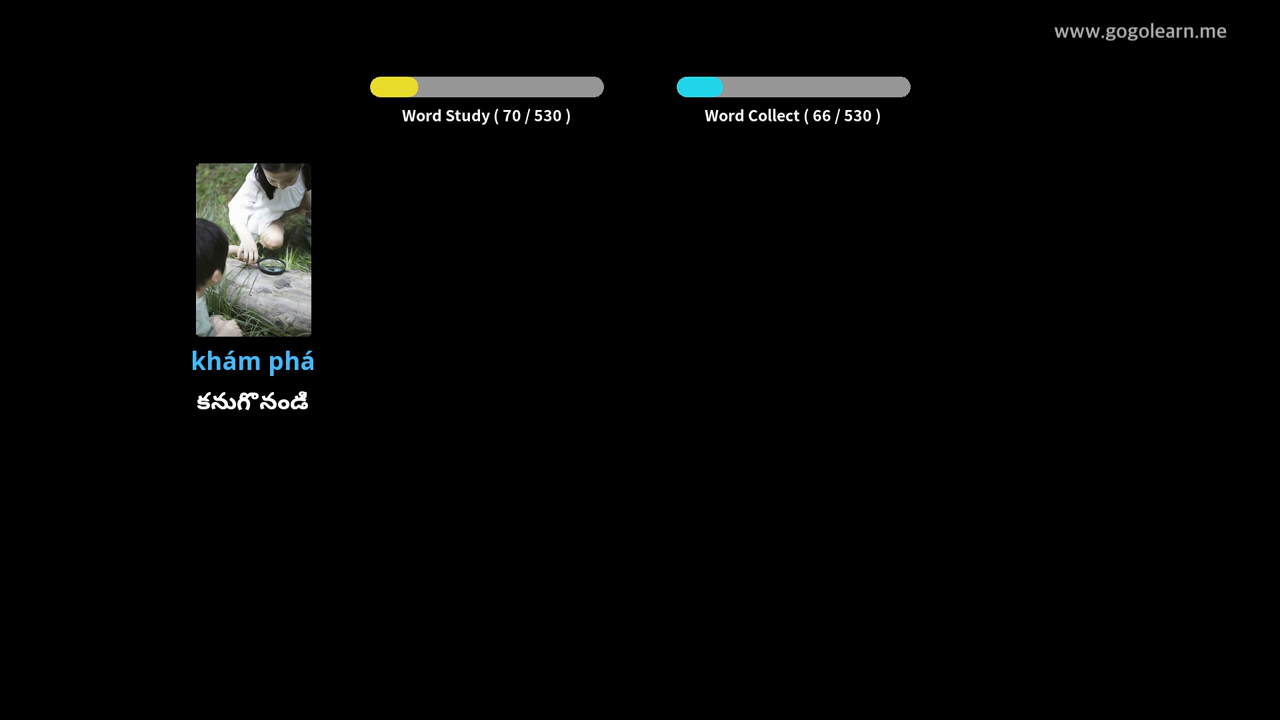 www.gogolearn.me
Word Study ( 70 / 530 )
Word Collect ( 66 / 530 )
khám phá
కనుగొనండి